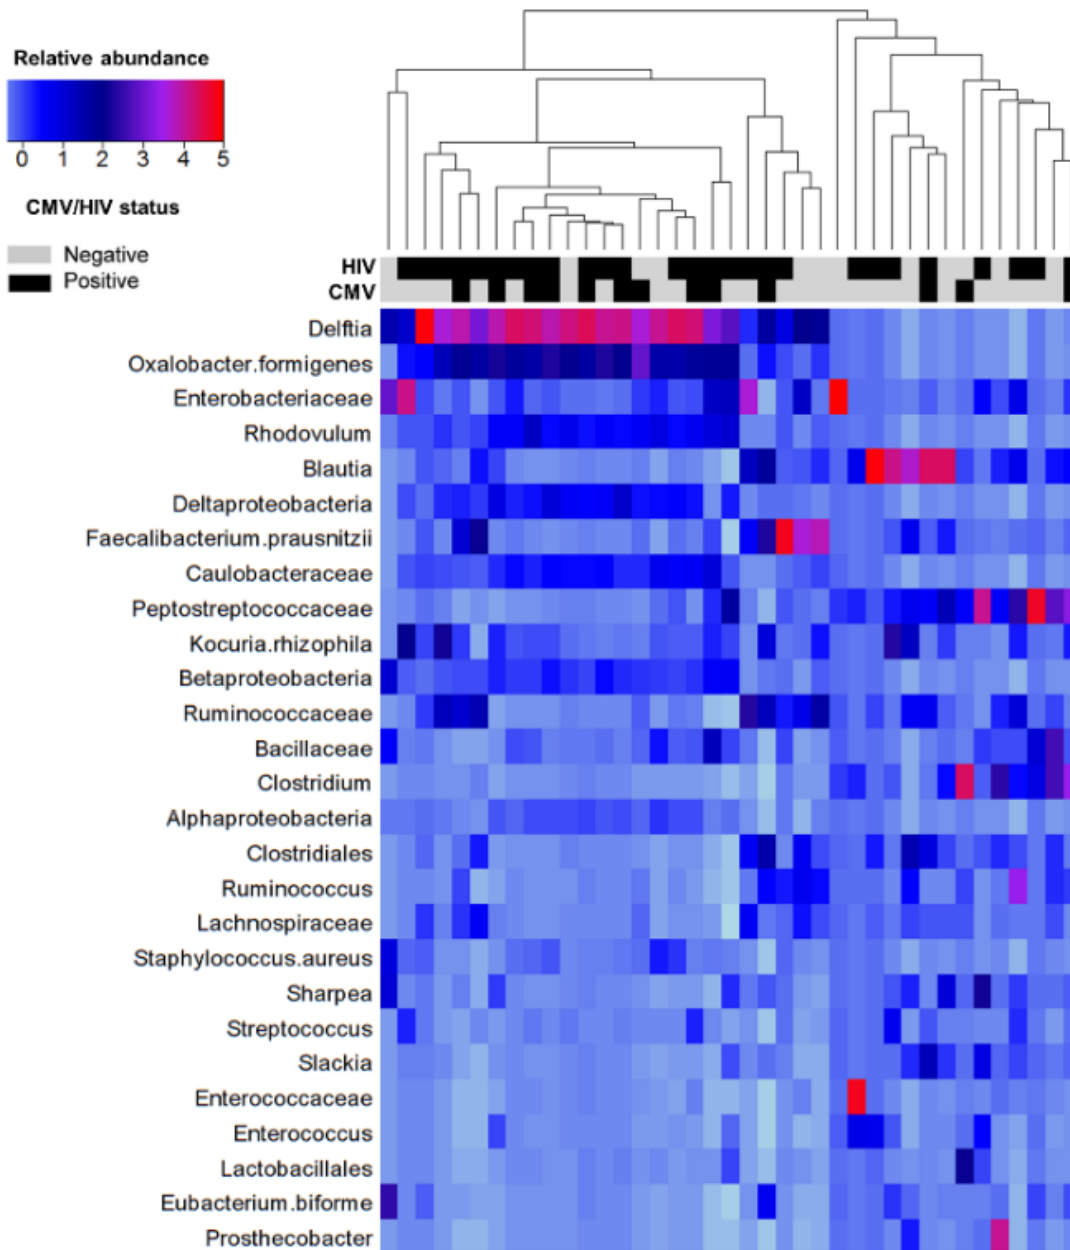 Relative abundance
0 1 2 3 4 5
CMV/HIV status
Negative
Positive
HIV
CMV
Delftia
Oxalobacter.formigenes
Enterobacteriaceae
Rhodovulum
Blautia
Deltaproteobacteria
Faecalibacterium.prausnitzii
Caulobacteraceae
Peptostreptococcaceae
Kocuria.rhizophila
Betaproteobacteria
Ruminococcaceae
Bacillaceae
Clostridium
Alphaproteobacteria
Clostridiales
Ruminococcus
Lachnospiraceae
Staphylococcus.aureus
Sharpea
Streptococcus
Slackia
Enterococcaceae
Enterococcus
Lactobacillales
Eubacterium.biforme
Prosthecobacter